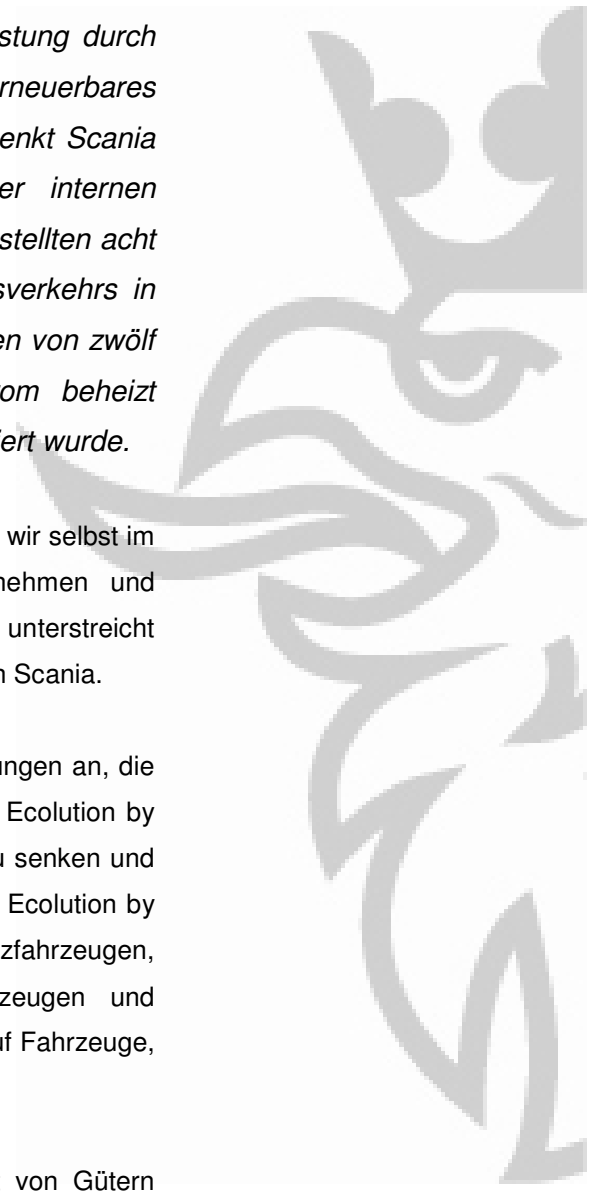 stung durch
rneuerbares
enkt Scania
er internen
stellten acht
sverkehrs in
en von zwölf
om beheizt
ert wurde.
wir selbst im
nehmen und
unterstreicht
n Scania.
ungen an, die
Ecolution by
u senken und
Ecolution by
zfahrzeugen,
zeugen und
uf Fahrzeuge,
von Gütern